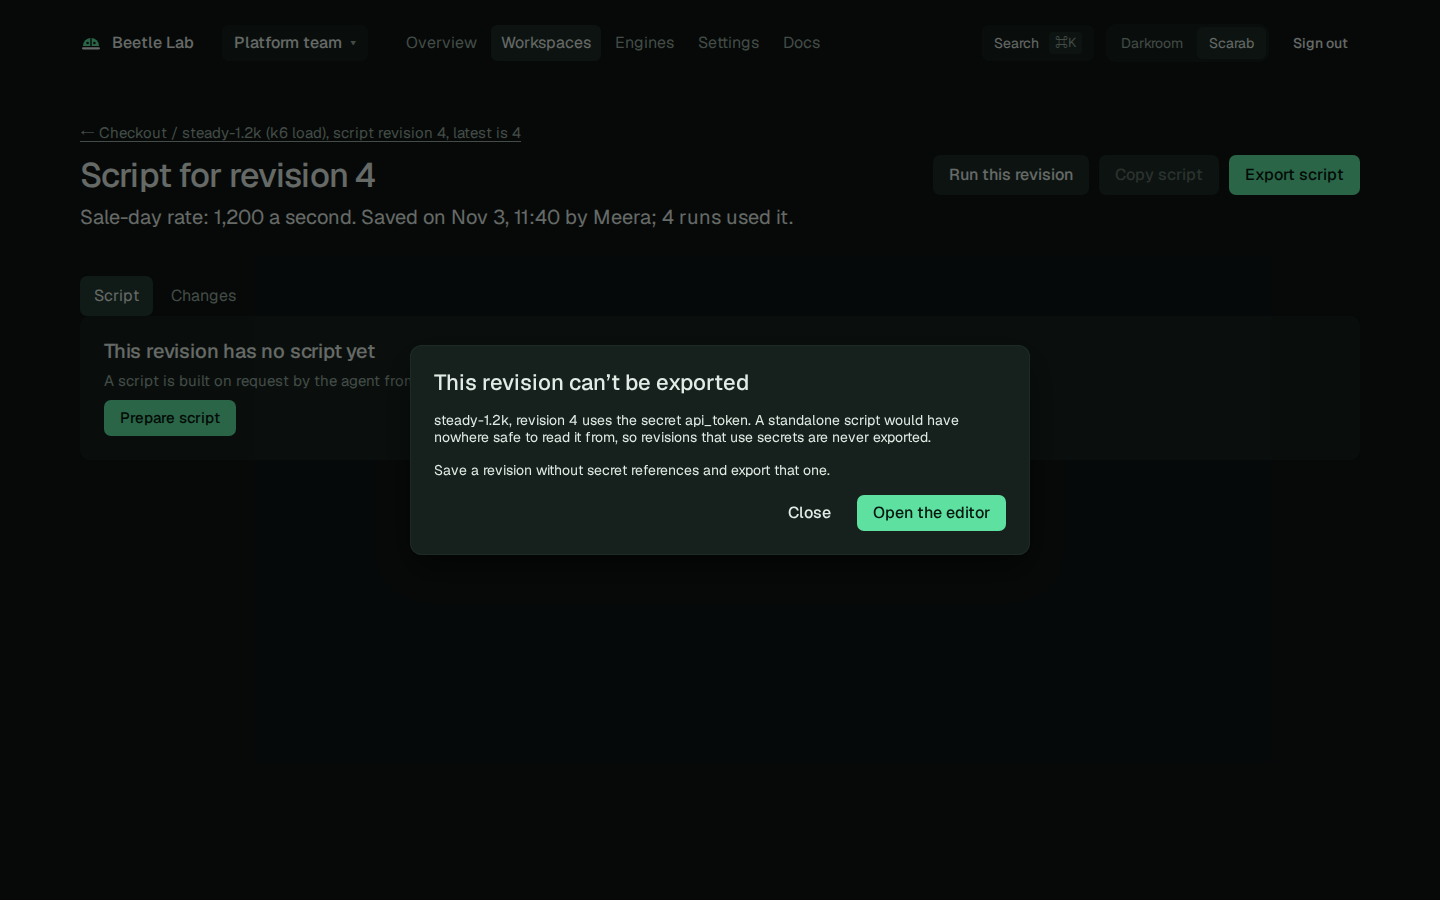 Beetle Lab
Platform team
Overview
Workspaces
Engines
Settings
Docs
Search ⌘K
Darkroom
Scarab
Sign out
← Checkout / steady-1.2k (k6 load), script revision 4, latest is 4
Script for revision 4
Run this revision
Copy script
Export script
Sale-day rate: 1,200 a second. Saved on Nov 3, 11:40 by Meera; 4 runs used it.
Script
Changes
This revision has no script yet
A script is built on request by the agent
Prepare script
This revision can’t be exported
steady-1.2k, revision 4 uses the secret api_token. A standalone script would have
nowhere safe to read it from, so revisions that use secrets are never exported.
Save a revision without secret references and export that one.
Close
Open the editor